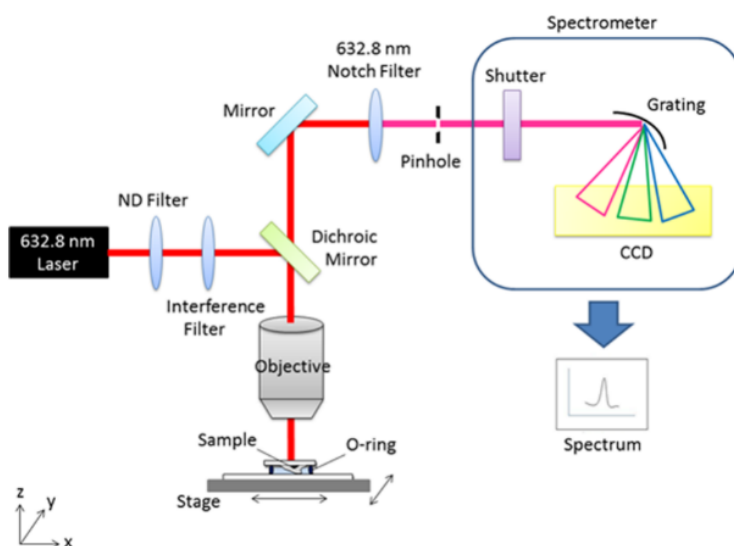 Spectrometer
632.8 nm
Notch Filter
Shutter
Mirror
Grating
Pinhole
ND Filter
632.8 nm
Laser
Dichroic
Mirror
CCD
Interference
Filter
Objective
Sample
O-ring
Spectrum
Stage
z
y
x